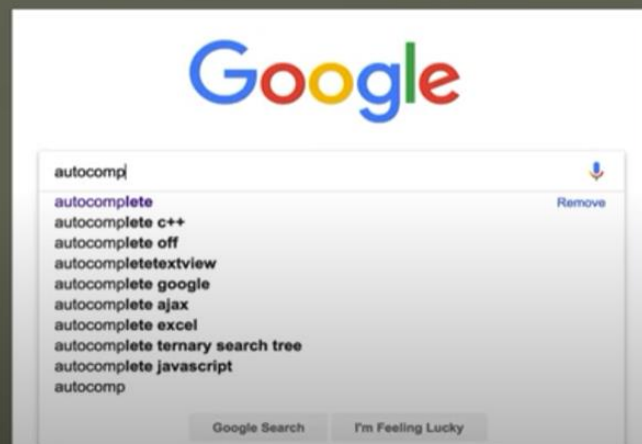 Google
autocomp
autocomplete Remove
autocomplete c++
autocomplete off
autocompletetextview
autocomplete google
autocomplete ajax
autocomplete excel
autocomplete ternary search tree
autocomplete javascript
autocomp
Google Search I'm Feeling Lucky